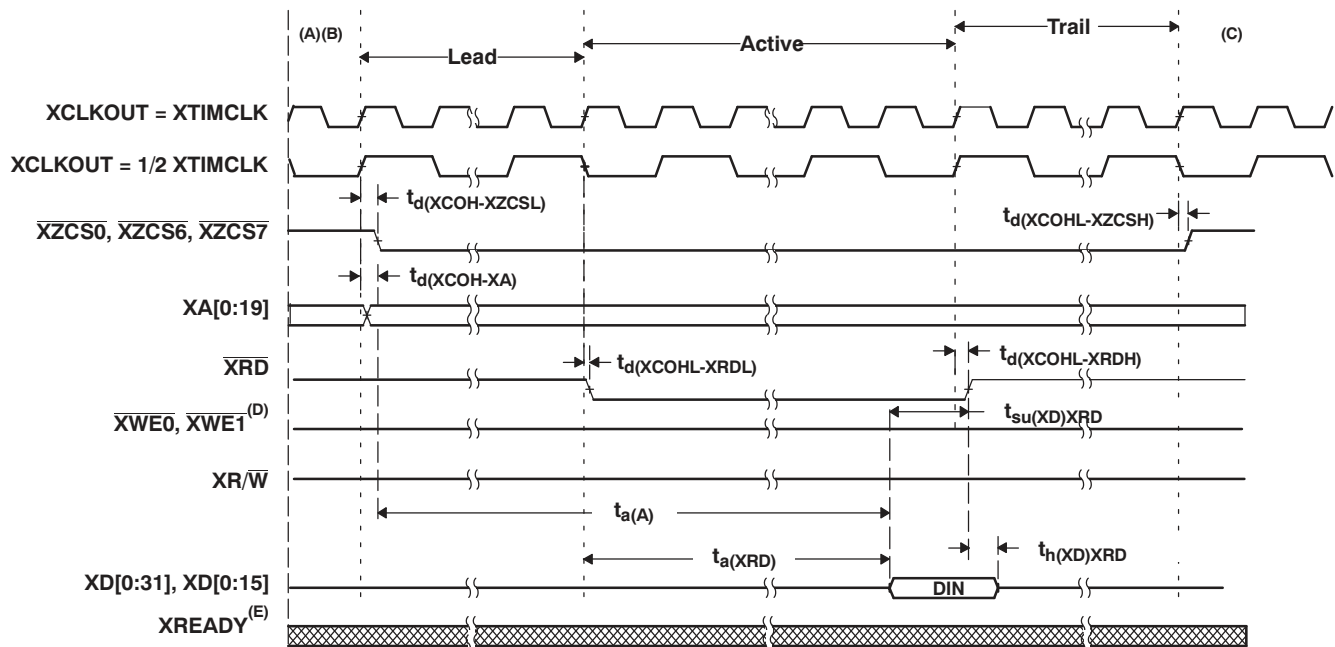 (A)(B)
Lead
Active
Trail
(C)
XCLKOUT = XTIMCLK
XCLKOUT = 1/2 XTIMCLK
td(XCOH-XZCSL)
td(XCOHL-XZCSH)
XZCS0, XZCS6, XZCS7
td(XCOH-XA)
XA[0:19]
XRD
td(XCOHL-XRDL)
td(XCOHL-XRDH)
XWE0, XWE1(D)
tsu(XD)XRD
XR/W
ta(A)
ta(XRD)
th(XD)XRD
XD[0:31], XD[0:15]
DIN
XREADY(E)